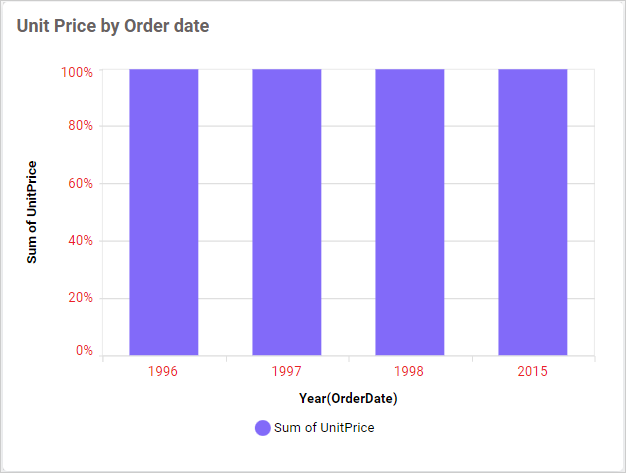 Unit Price by Order date
100%
80%
60%
40%
20%
0%
Sum of UnitPrice
1996 1997 1998 2015
Year(OrderDate)
Sum of UnitPrice